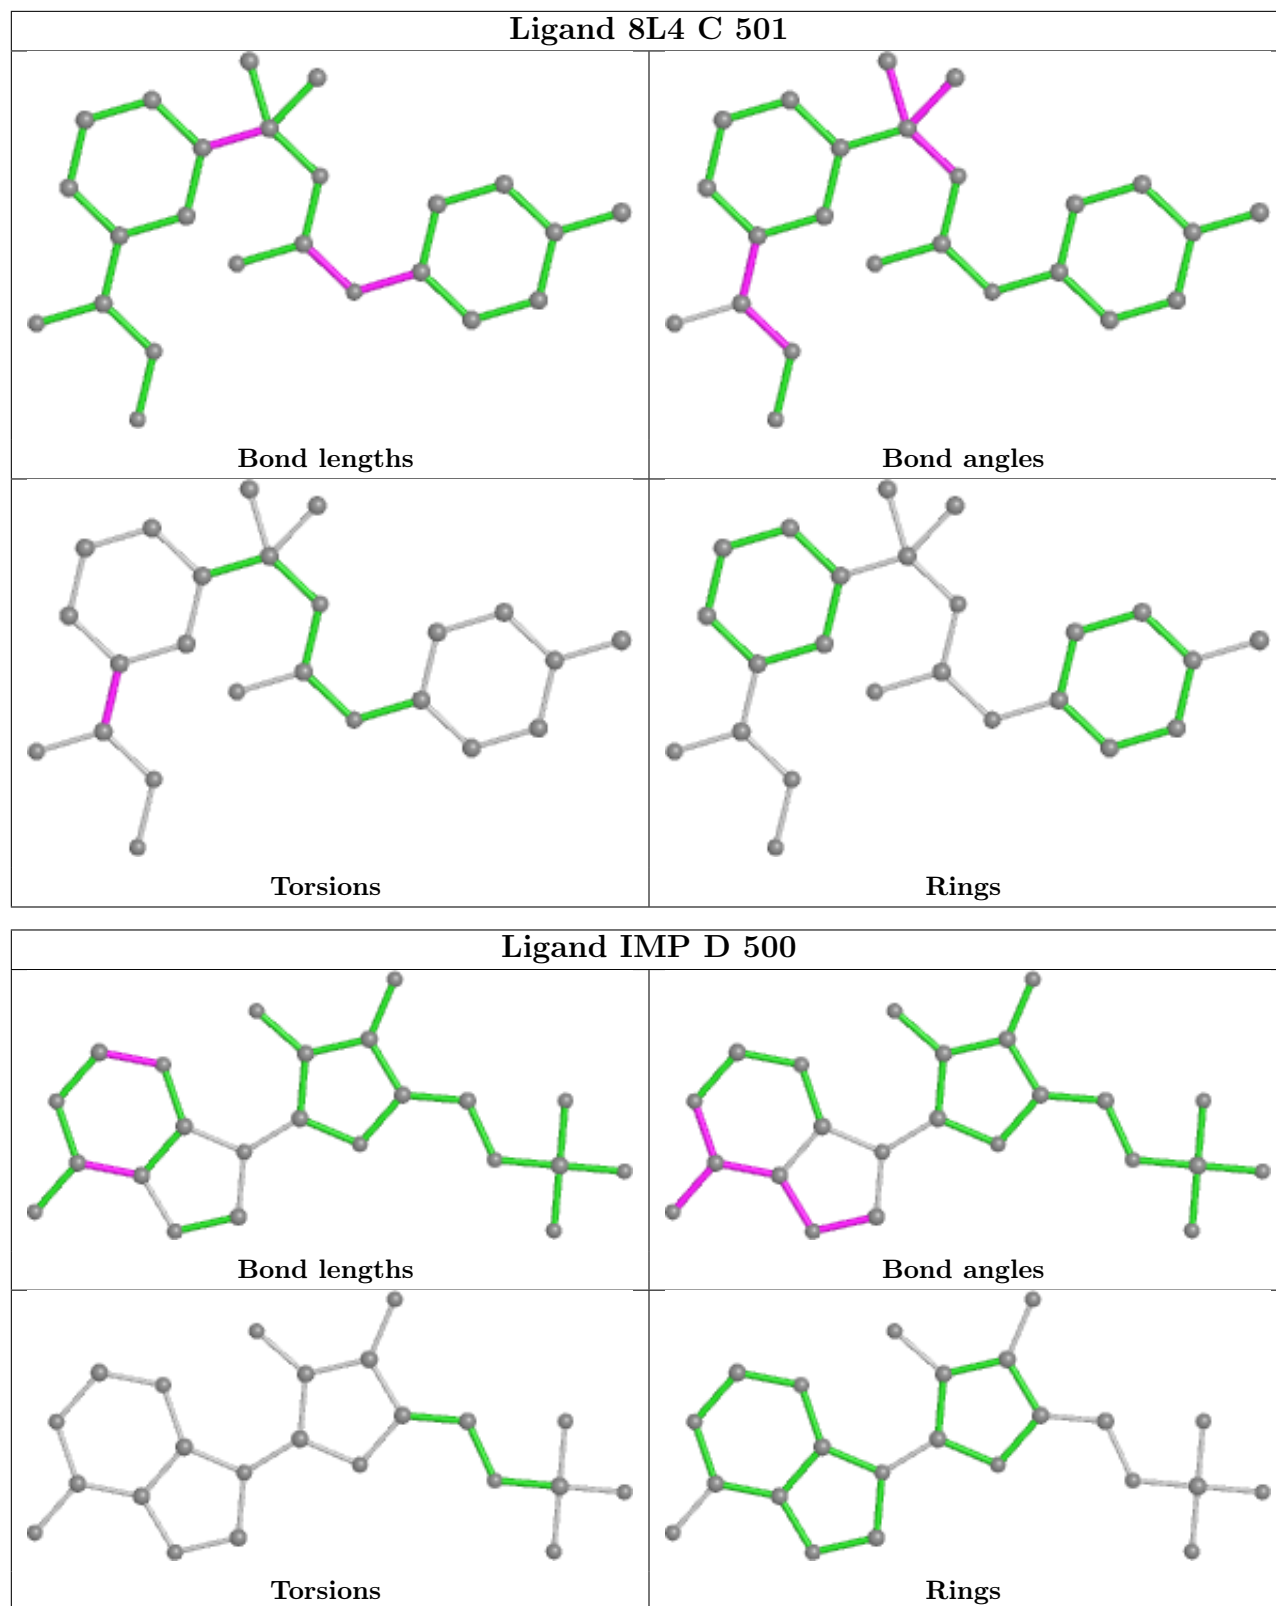 Ligand 8L4 C 501
Bond lengths
Bond angles
Torsions
Rings
Ligand IMP D 500
Bond lengths
Bond angles
Torsions
Rings